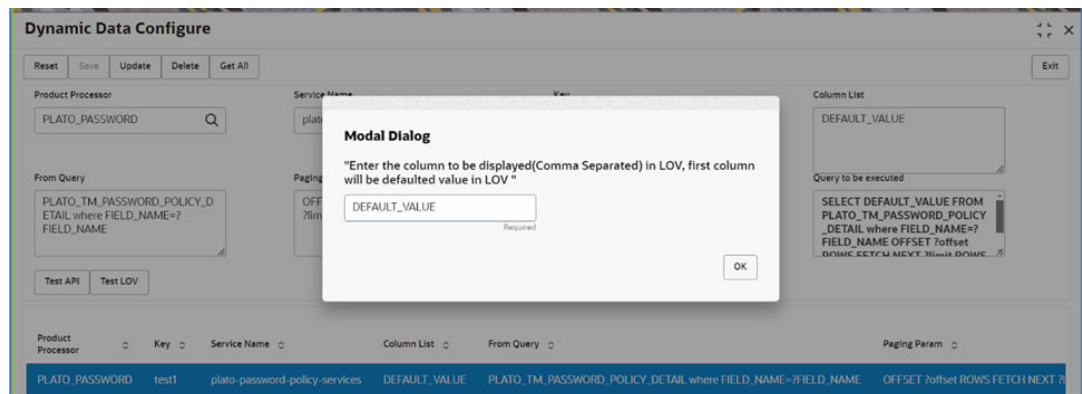 Dynamic Data Configure
Reset Save Update Delete Get All Exit
Product Processor Service Name Key Column List
PLATO_PASSWORD plat DEFAULT_VALUE
Modal Dialog
"Enter the column to be displayed(Comma Separated) in LOV, first column
will be defaulted value in LOV "
DEFAULT_VALUE
Required
OK
From Query Paging Query to be executed
PLATO_TM_PASSWORD_POLICY_D
ETAIL where FIELD_NAME=?
FIELD_NAME
OFF
?lim
SELECT DEFAULT_VALUE FROM
PLATO_TM_PASSWORD_POLICY
_DETAIL where FIELD_NAME=?
FIELD_NAME OFFSET ?offset
ROWS FETCH NEXT ?limit ROWS
Test API Test LOV
Product
Processor Key Service Name Column List From Query Paging Param
PLATO_PASSWORD test1 plato-password-policy-services DEFAULT_VALUE PLATO_TM_PASSWORD_POLICY_DETAIL where FIELD_NAME=?FIELD_NAME OFFSET ?offset ROWS FETCH NEXT ?l